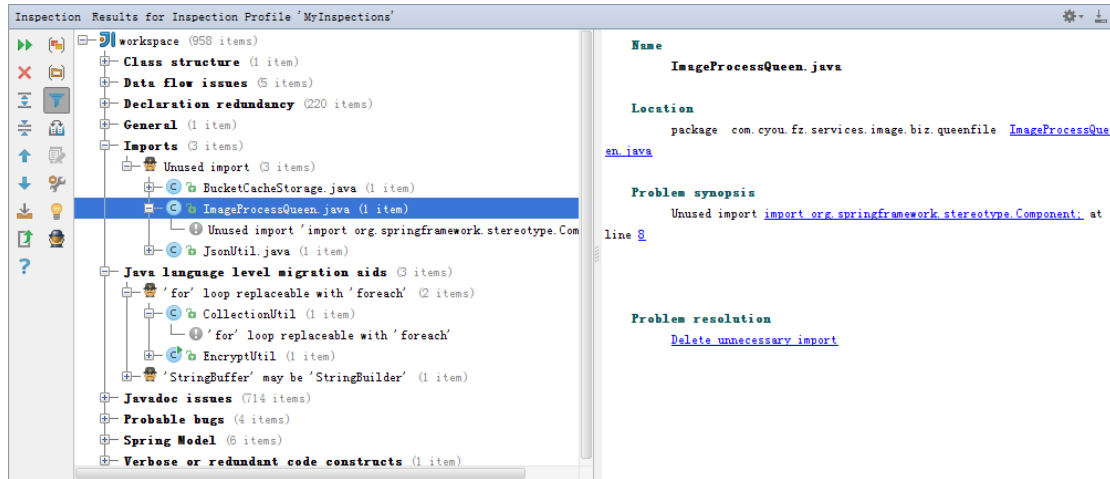 Inspection Results for Inspection Profile 'MyInspections'
workspace (958 items)
Class structure (1 item)
Data flow issues (5 items)
Declaration redundancy (220 items)
General (1 item)
Imports (3 items)
Unused import (3 items)
BucketCacheStorage.java (1 item)
ImageProcessQueen.java (1 item)
Unused import 'import org.springframework.stereotype.Com
JsonUtil.java (1 item)
Java language level migration aids (3 items)
'for' loop replaceable with 'foreach' (2 items)
CollectionUtil (1 item)
'for' loop replaceable with 'foreach'
EncryptUtil (1 item)
'StringBuffer' may be 'StringBuilder' (1 item)
Javadoc issues (714 items)
Probable bugs (4 items)
Spring Model (6 items)
Verbose or redundant code constructs (1 item)
Name
ImageProcessQueen.java
Location
package com.cyou.fz.services.image.biz.queenfile ImageProcessQue
en.java
Problem synopsis
Unused import import org.springframework.stereotype.Component; at
line 8
Problem resolution
Delete unnecessary import